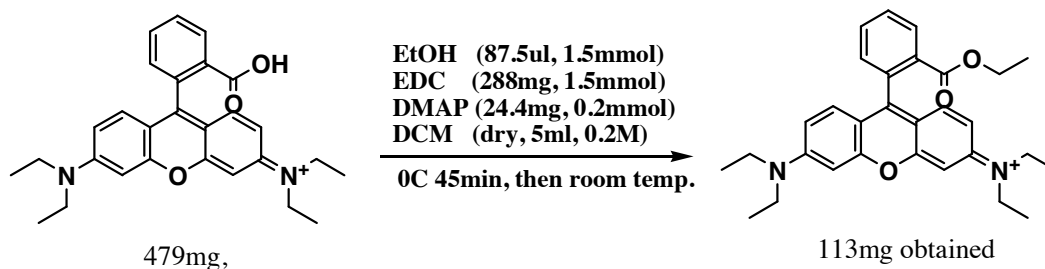 EtOH (87.5ul, 1.5mmol)
EDC (288mg, 1.5mmol)
DMAP (24.4mg, 0.2mmol)
DCM (dry, 5ml, 0.2M)
0C 45min, then room temp.
OH
O
N
O
N+
479mg,
O
O
N
O
N+
113mg obtained